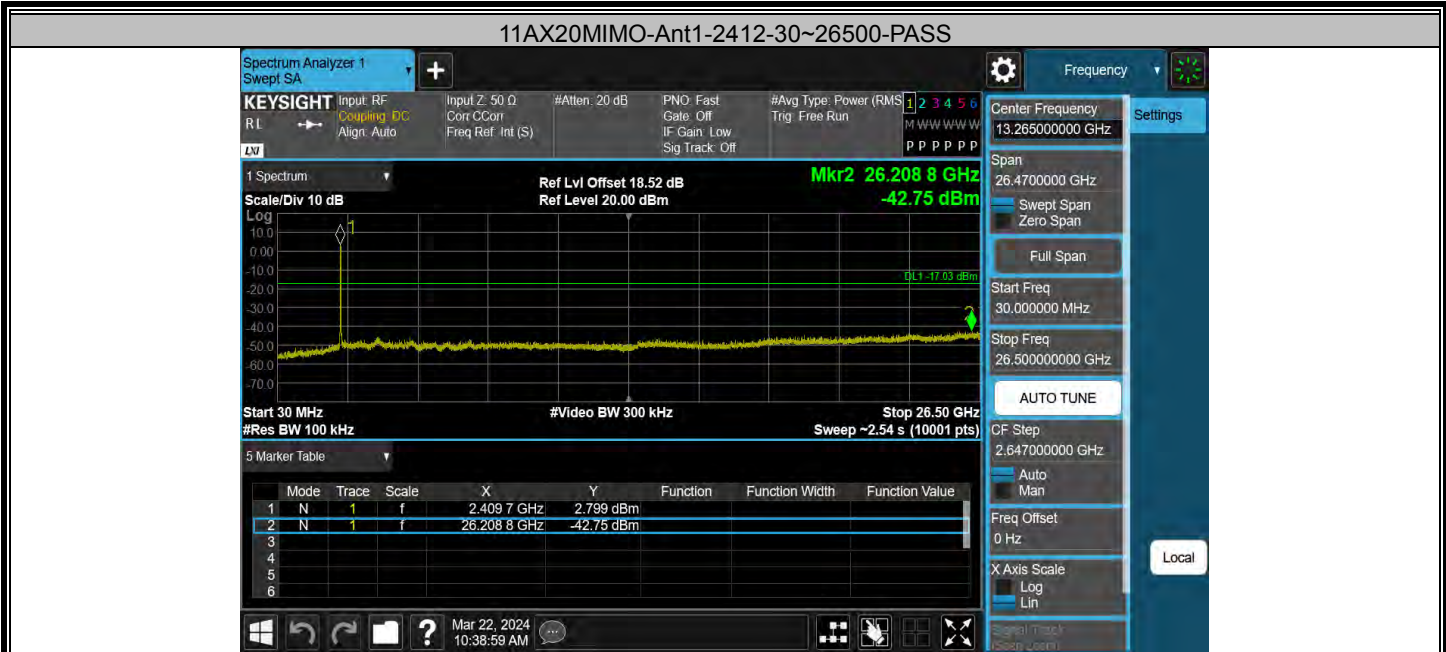 11AX20MIMO-Ant1-2412-30~26500-PASS
Spectrum Analyzer 1
Swept SA
+
Frequency
KEYSIGHT
RL
LXI
Input: RF
Coupling: DC
Align: Auto
Input Z: 50 Ω
Corr CCorr
Freq Ref: Int (S)
#Atten: 20 dB
PNO: Fast
Gate: Off
IF Gain: Low
Sig Track: Off
#Avg Type: Power (RMS
Trig: Free Run
1 2 3 4 5 6
M W W W W W
P P P P P P
1 Spectrum
Scale/Div 10 dB
Ref Lvl Offset 18.52 dB
Ref Level 20.00 dBm
Mkr2 26.208 8 GHz
-42.75 dBm
Log
10.0
0.00
-10.0
-20.0
-30.0
-40.0
-50.0
-60.0
-70.0
1
DL1 -17.03 dBm
2
Start 30 MHz
#Video BW 300 kHz
Stop 26.50 GHz
#Res BW 100 kHz
Sweep ~2.54 s (10001 pts)
5 Marker Table
Mode Trace Scale X Y Function Function Width Function Value
1 N 1 f 2.409 7 GHz 2.799 dBm
2 N 1 f 26.208 8 GHz -42.75 dBm
3
4
5
6
?
Mar 22, 2024
10:38:59 AM
Center Frequency
13.265000000 GHz
Settings
Span
26.4700000 GHz
Swept Span
Zero Span
Full Span
Start Freq
30.000000 MHz
Stop Freq
26.500000000 GHz
AUTO TUNE
CF Step
2.647000000 GHz
Auto
Man
Freq Offset
0 Hz
X Axis Scale
Log
Lin
Signal Track
(Span Zoom)
Local